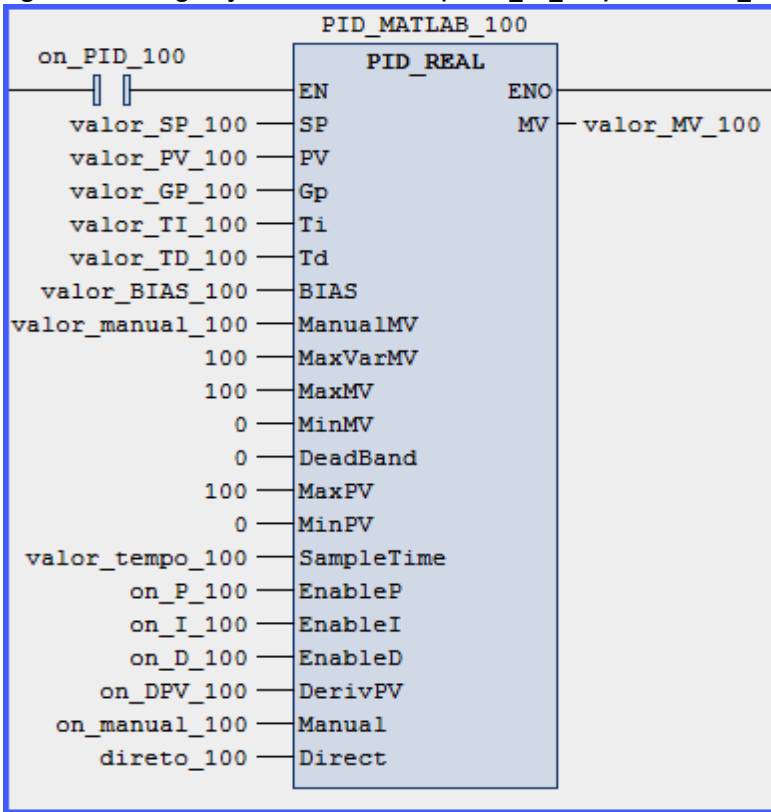 PID_MATLAB_100
on_PID_100
PID_REAL
EN ENO
valor_SP_100 SP MV valor_MV_100
valor_PV_100 PV
valor_GP_100 Gp
valor_TI_100 Ti
valor_TD_100 Td
valor_BIAS_100 BIAS
valor_manual_100 ManualMV
100 MaxVarMV
100 MaxMV
0 MinMV
0 DeadBand
100 MaxPV
0 MinPV
valor_tempo_100 SampleTime
on_P_100 EnableP
on_I_100 EnableI
on_D_100 EnableD
on_DPV_100 DerivPV
on_manual_100 Manual
direto_100 Direct